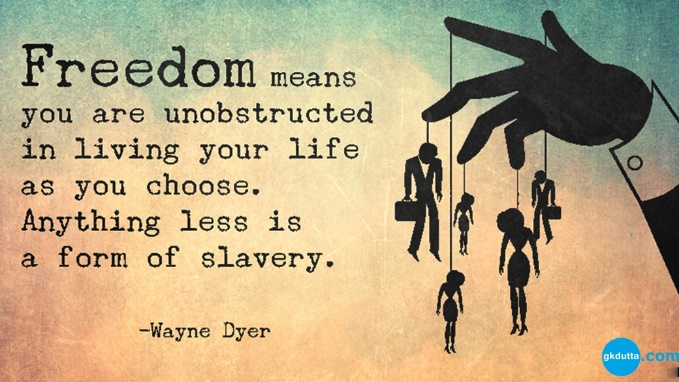 Freedom means
you are unobstructed
in living your life
as you choose.
Anything less is
a form of slavery.
-Wayne Dyer
gkdutta.com